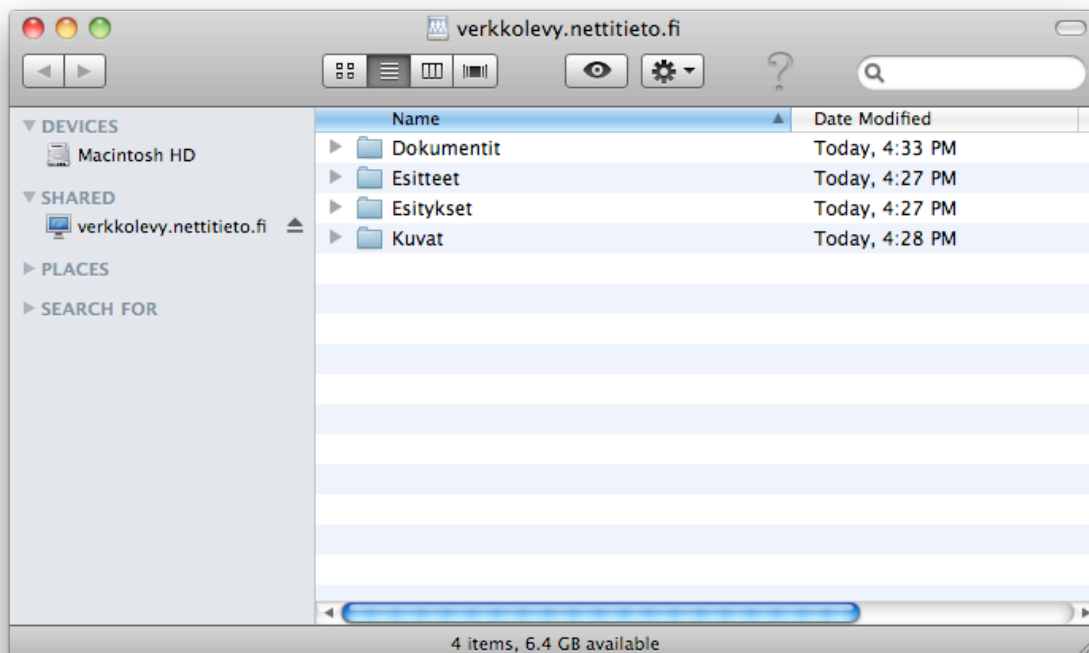 verkkolevy.nettitieto.fi
DEVICES
Macintosh HD
SHARED
verkkolevy.nettitieto.fi
PLACES
SEARCH FOR
Name Date Modified
Dokumentit Today, 4:33 PM
Esitteet Today, 4:27 PM
Esitykset Today, 4:27 PM
Kuvat Today, 4:28 PM
4 items, 6.4 GB available